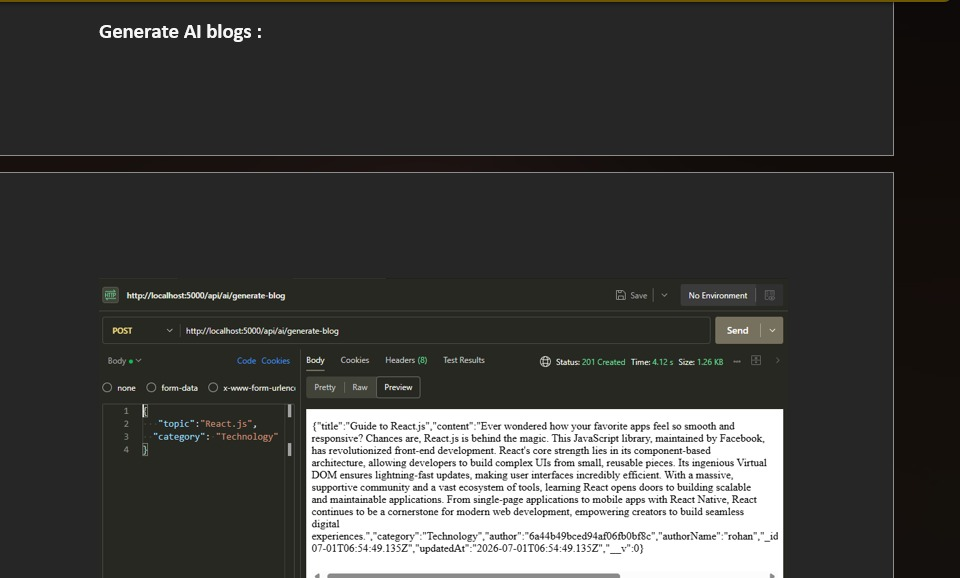 Generate AI blogs :
HTTP http://localhost:5000/api/ai/generate-blog Save No Environment
POST http://localhost:5000/api/ai/generate-blog Send
Body Code Cookies
none form-data x-www-form-urlenc
1 {
2 "topic":"React.js",
3 "category": "Technology"
4 }
Body Cookies Headers (8) Test Results Status: 201 Created Time: 4.12 s Size: 1.26 KB
Pretty Raw Preview
{"title":"Guide to React.js","content":"Ever wondered how your favorite apps feel so smooth and
responsive? Chances are, React.js is behind the magic. This JavaScript library, maintained by Facebook,
has revolutionized front-end development. React's core strength lies in its component-based
architecture, allowing developers to build complex UIs from small, reusable pieces. Its ingenious Virtual
DOM ensures lightning-fast updates, making user interfaces incredibly efficient. With a massive,
supportive community and a vast ecosystem of tools, learning React opens doors to building scalable
and maintainable applications. From single-page applications to mobile apps with React Native, React
continues to be a cornerstone for modern web development, empowering creators to build seamless
digital
experiences.","category":"Technology","author":"6a44b49bced94af06fb0bf8c","authorName":"rohan","_id
07-01T06:54:49.135Z","updatedAt":"2026-07-01T06:54:49.135Z","__v":0}